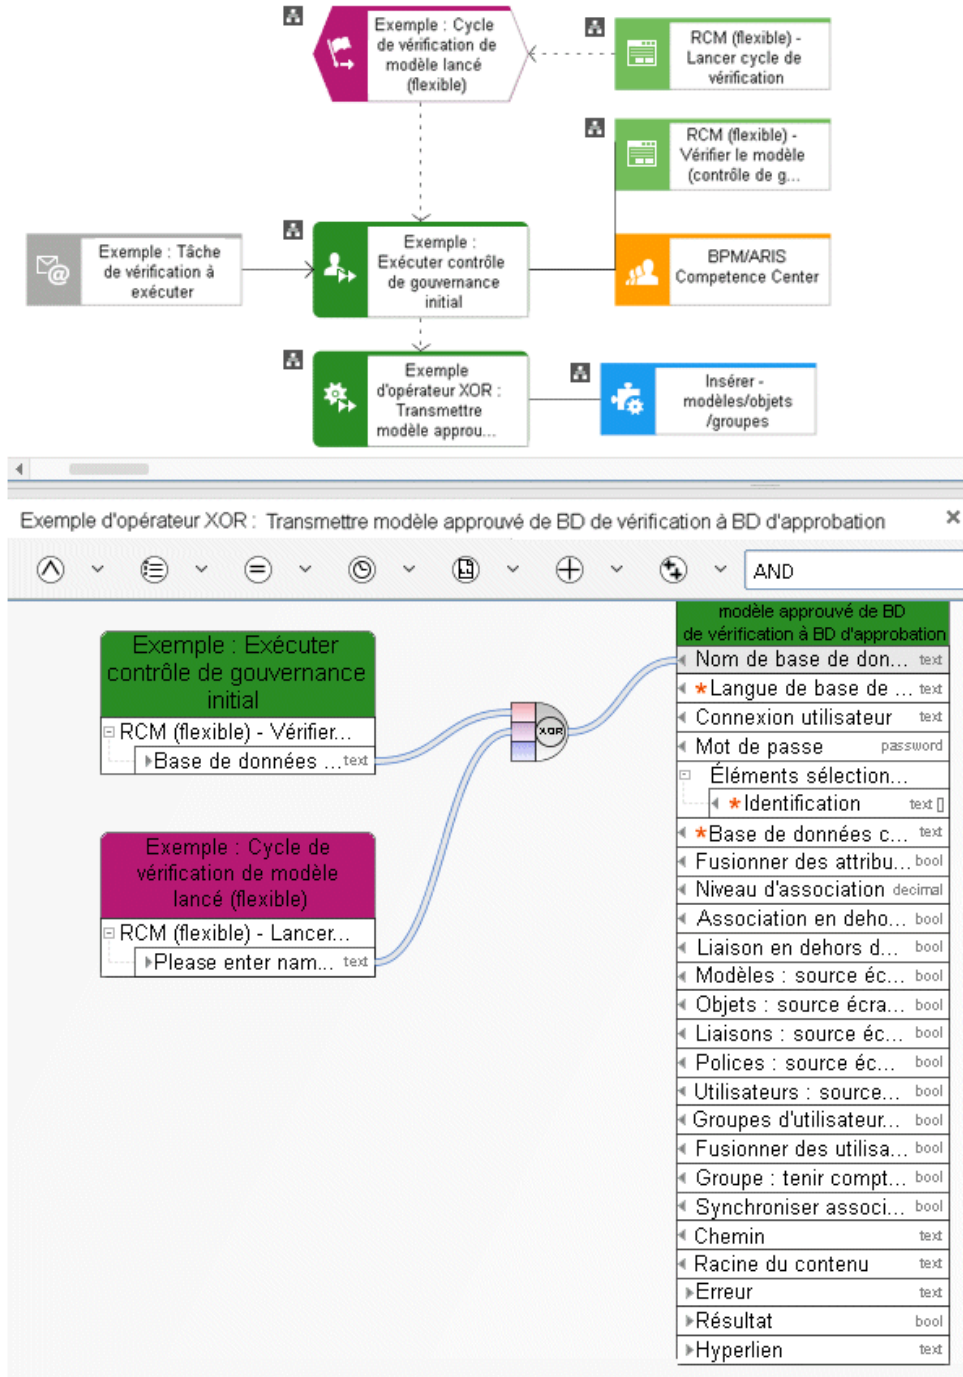 Exemple : Cycle
de vérification de
modèle lancé
(flexible)
RCM (flexible) -
Lancer cycle de
vérification
RCM (flexible) -
Vérifier le modèle
(contrôle de g...
Exemple : Tâche
de vérification à
exécuter
Exemple :
Exécuter contrôle
de gouvernance
initial
BPM/ARIS
Competence Center
Exemple
d'opérateur XOR :
Transmettre
modèle approu...
Insérer -
modèles/objets
/groupes
Exemple d'opérateur XOR : Transmettre modèle approuvé de BD de vérification à BD d'approbation
AND
Exemple : Exécuter
contrôle de gouvernance
initial
RCM (flexible) - Vérifier...
Base de données ... text
Exemple : Cycle de
vérification de modèle
lancé (flexible)
RCM (flexible) - Lancer...
Please enter nam... text
XOR
modèle approuvé de BD
de vérification à BD d'approbation
Nom de base de don... text
*Langue de base de ... text
Connexion utilisateur text
Mot de passe password
Éléments sélection...
*Identification text []
*Base de données c... text
Fusionner des attribu... bool
Niveau d'association decimal
Association en deho... bool
Liaison en dehors d... bool
Modèles : source éc... bool
Objets : source écra... bool
Liaisons : source éc... bool
Polices : source éc... bool
Utilisateurs : source... bool
Groupes d'utilisateur... bool
Fusionner des utilisa... bool
Groupe : tenir compt... bool
Synchroniser associ... bool
Chemin text
Racine du contenu text
Erreur text
Résultat bool
Hyperlien text